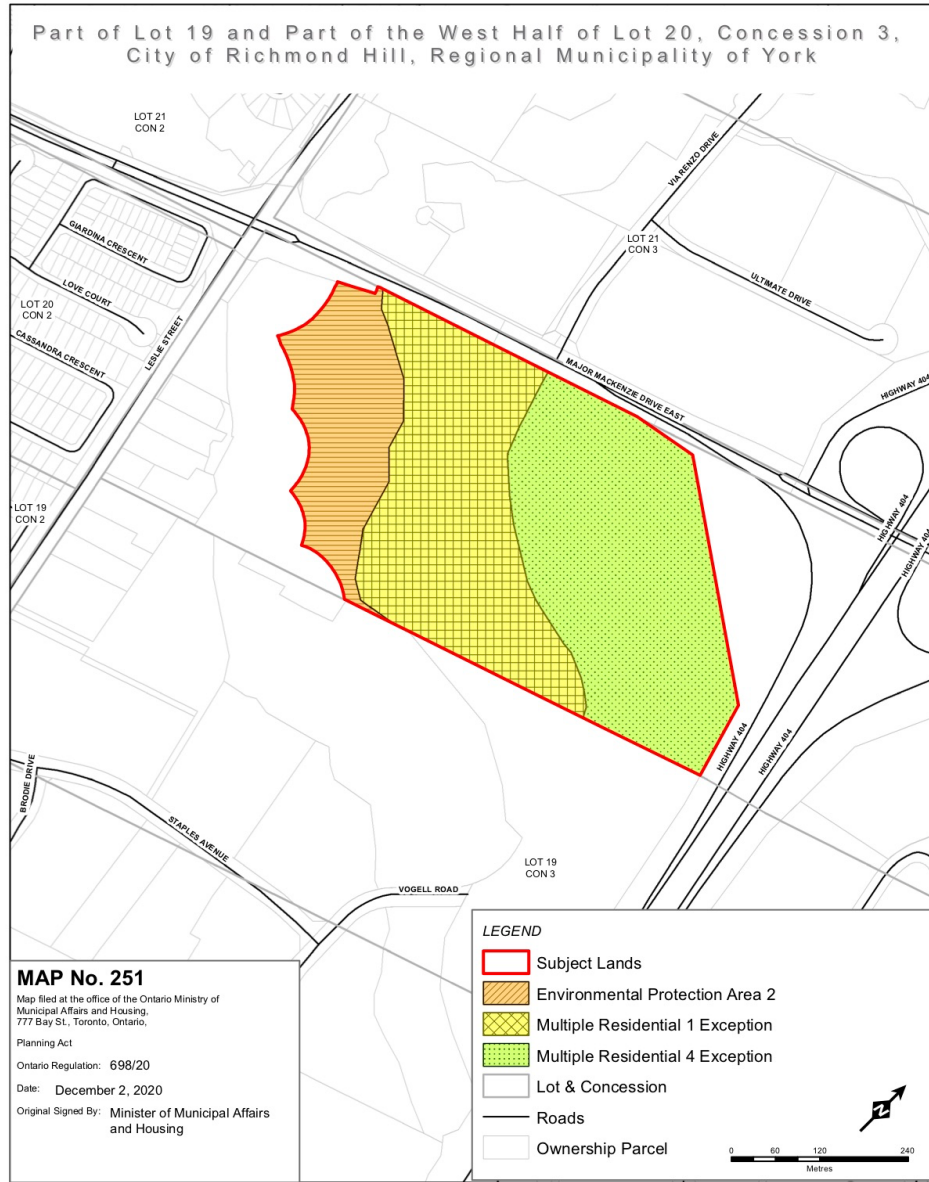 Part of Lot 19 and Part of the West Half of Lot 20, Concession 3,
City of Richmond Hill, Regional Municipality of York
LOT 21
CON 2
VIA RENZO DRIVE
GIARDINA CRESCENT
LOT 21
CON 3
LOVE COURT
ULTIMATE DRIVE
LOT 20
CON 2
CASSANDRA CRESCENT
LESLIE STREET
MAJOR MACKENZIE DRIVE EAST
HIGHWAY 404
LOT 19
CON 2
HIGHWAY 404
HIGHWAY 404
HIGHWAY 404
HIGHWAY 404
BRODIE DRIVE
STAPLES AVENUE
LOT 19
CON 3
VOGELL ROAD
LEGEND
Subject Lands
Environmental Protection Area 2
Multiple Residential 1 Exception
Multiple Residential 4 Exception
Lot & Concession
Roads
Ownership Parcel
MAP No. 251
Map filed at the office of the Ontario Ministry of
Municipal Affairs and Housing,
777 Bay St., Toronto, Ontario,
Planning Act
Ontario Regulation: 698/20
Date: December 2, 2020
Original Signed By: Minister of Municipal Affairs
and Housing
N
0 60 120 240
Metres